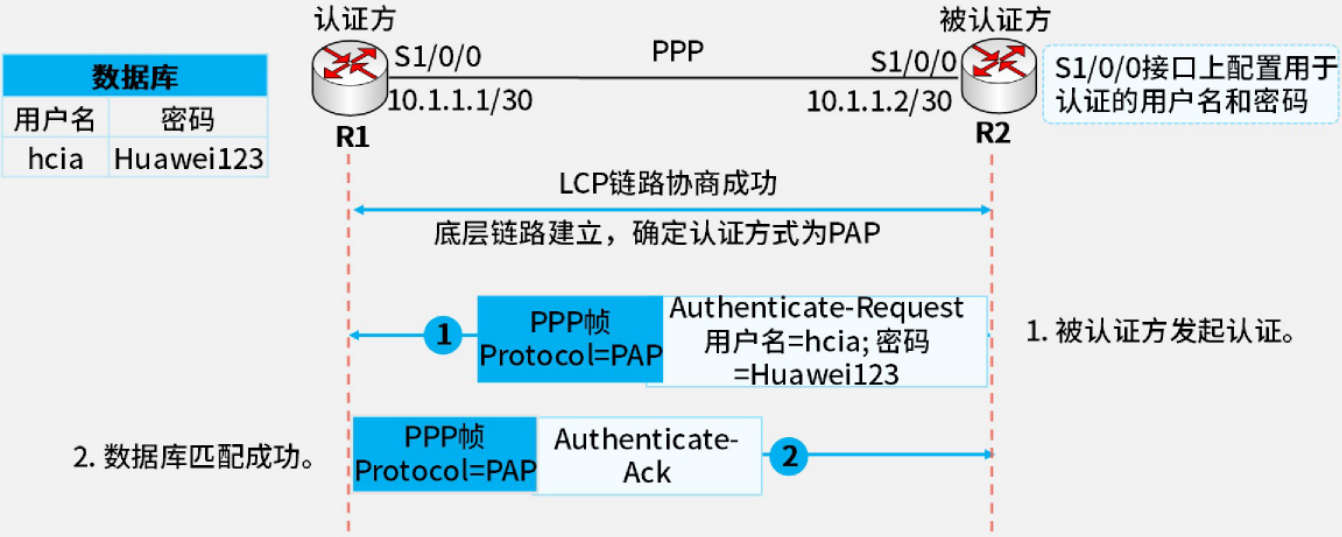 认证方
被认证方
S1/0/0
PPP
S1/0/0
10.1.1.1/30
10.1.1.2/30
R1
R2
S1/0/0接口上配置用于
认证的用户名和密码
数据库
用户名 密码
hcia Huawei123
LCP链路协商成功
底层链路建立，确定认证方式为PAP
1
PPP帧
Protocol=PAP
Authenticate-Request
用户名=hcia; 密码
=Huawei123
1. 被认证方发起认证。
2. 数据库匹配成功。
PPP帧
Protocol=PAP
Authenticate-
Ack
2